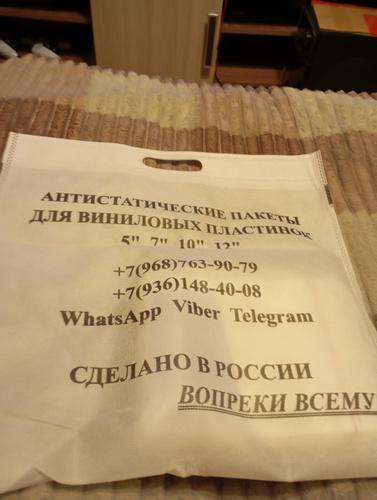 АНТИСТАТИЧЕСКИЕ ПАКЕТЫ
ДЛЯ ВИНИЛОВЫХ ПЛАСТИНОК
5" 7" 10" 12"
+7(968)763-90-79
+7(936)148-40-08
WhatsApp Viber Telegram
СДЕЛАНО В РОССИИ
ВОПРЕКИ ВСЕМУ